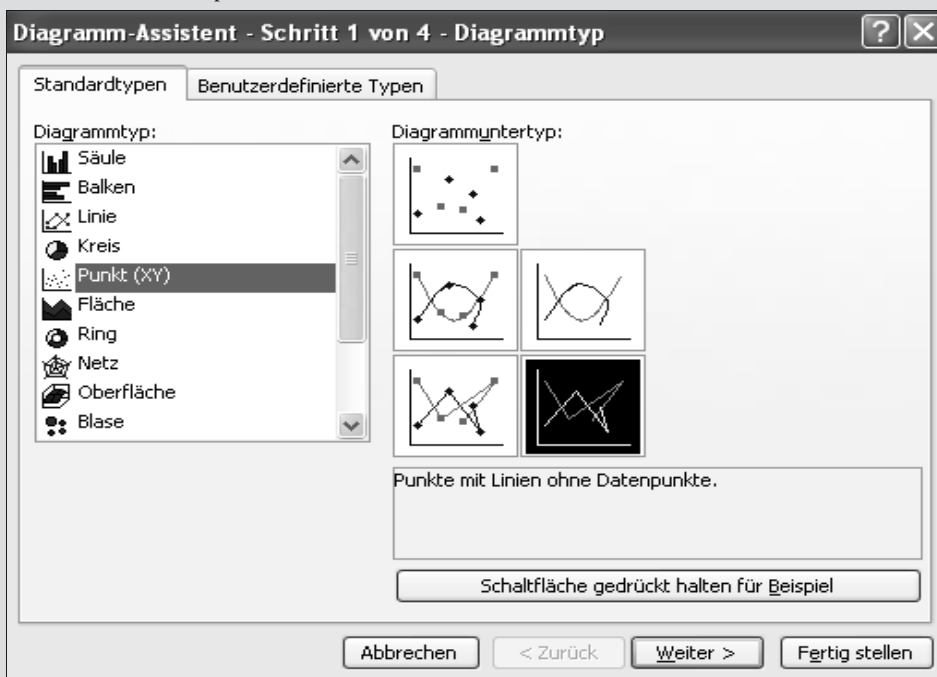 Diagramm-Assistent - Schritt 1 von 4 - Diagrammtyp
Standardtypen
Benutzerdefinierte Typen
Diagrammtyp:
Säule
Balken
Linie
Kreis
Punkt (XY)
Fläche
Ring
Netz
Oberfläche
Blase
Diagrammuntertyp:
Punkte mit Linien ohne Datenpunkte.
Schaltfläche gedrückt halten für Beispiel
Abbrechen
< Zurück
Weiter >
Fertig stellen